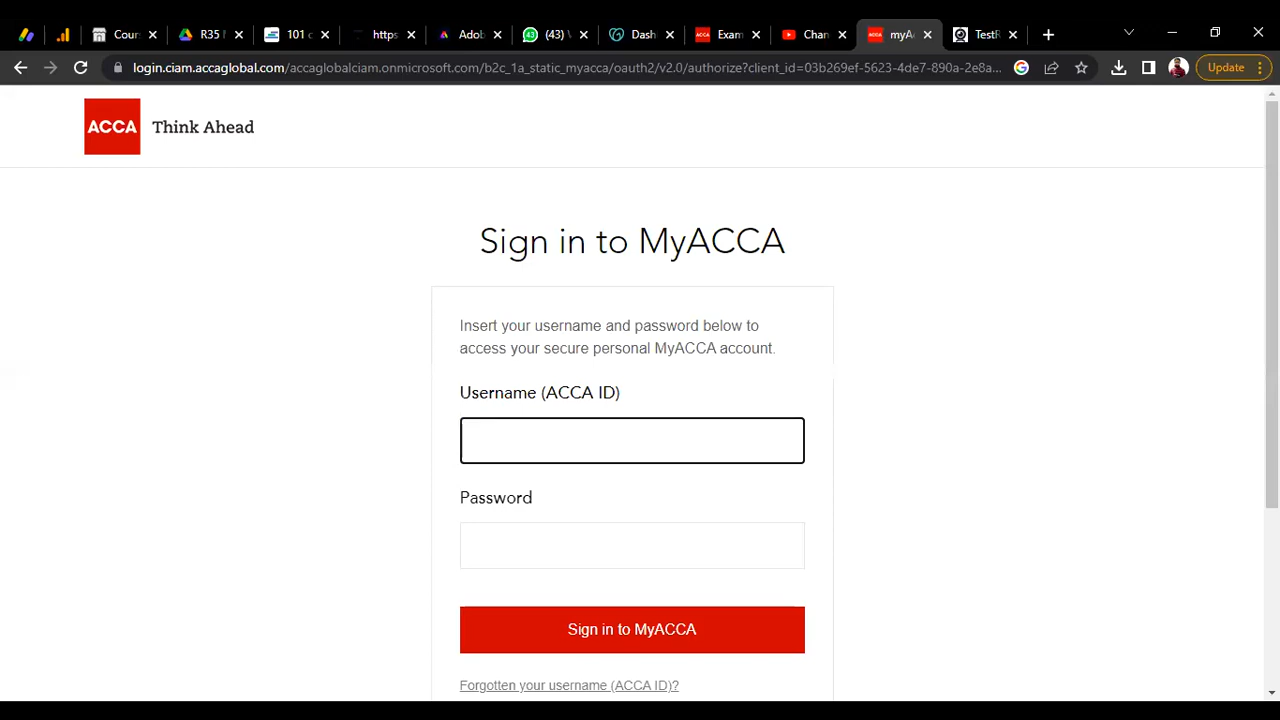 Cour
R35 M
101 c
https
Adob
(43) V
Dash
Exam
Chan
myA
TestR
login.ciam.accaglobal.com/accaglobalciam.onmicrosoft.com/b2c_1a_static_myacca/oauth2/v2.0/authorize?client_id=03b269ef-5623-4de7-890a-2e8a...
Update
ACCA Think Ahead
Sign in to MyACCA
Insert your username and password below to
access your secure personal MyACCA account.
Username (ACCA ID)
Password
Sign in to MyACCA
Forgotten your username (ACCA ID)?